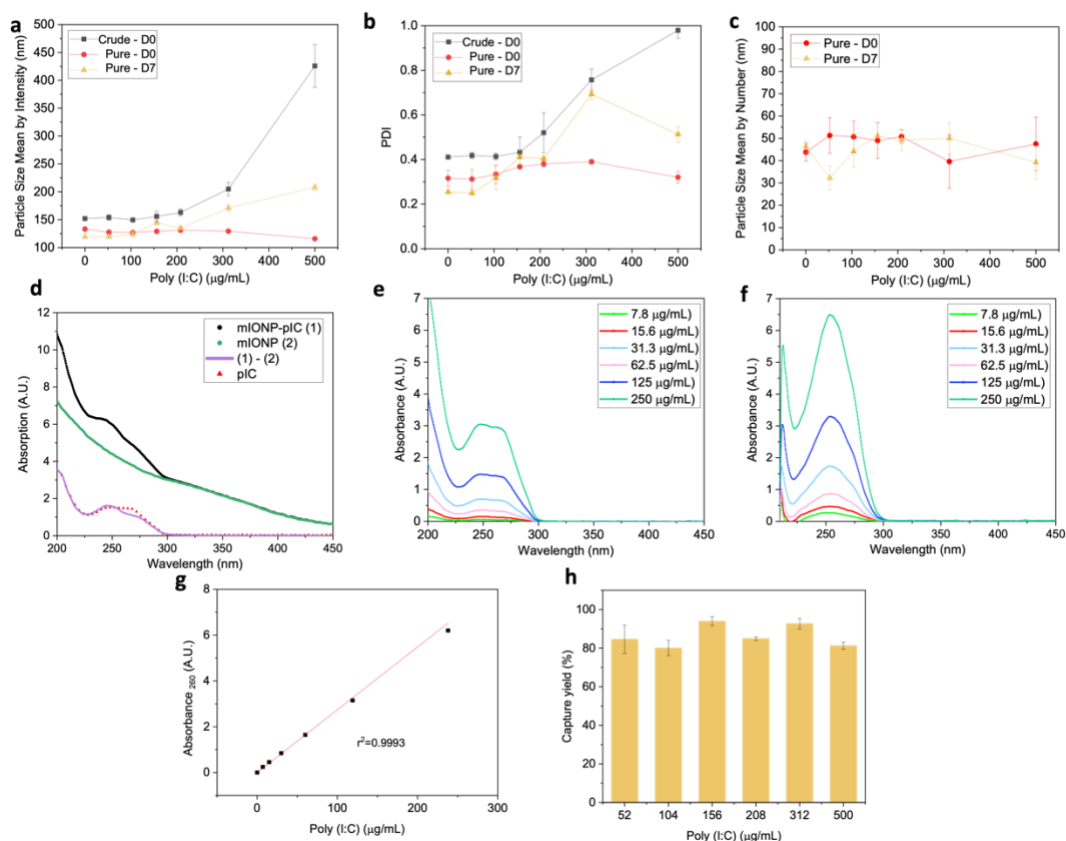 a
Particle Size Mean by Intensity (nm)
500
450
400
350
300
250
200
150
100
Crude - D0
Pure - D0
Pure - D7
0 100 200 300 400 500
Poly (I:C) (µg/mL)
b
PDI
1.0
0.8
0.6
0.4
0.2
0.0
Crude - D0
Pure - D0
Pure - D7
0 100 200 300 400 500
Poly (I:C) (µg/mL)
c
Particle Size Mean by Number (nm)
100
90
80
70
60
50
40
30
20
10
0
Pure - D0
Pure - D7
0 100 200 300 400 500
Poly (I:C) (µg/mL)
d
Absorption (A.U.)
12
10
8
6
4
2
0
mIONP-pIC (1)
mIONP (2)
(1) - (2)
pIC
200 250 300 350 400 450
Wavelength (nm)
e
Absorbance (A.U.)
7
6
5
4
3
2
1
0
7.8 µg/mL)
15.6 µg/mL)
31.3 µg/mL)
62.5 µg/mL)
125 µg/mL)
250 µg/mL)
200 250 300 350 400 450
Wavelength (nm)
f
Absorbance (A.U.)
7
6
5
4
3
2
1
0
7.8 µg/mL)
15.6 µg/mL)
31.3 µg/mL)
62.5 µg/mL)
125 µg/mL)
250 µg/mL)
250 300 350 400 450
Wavelength (nm)
g
Absorbance 260 (A.U.)
8
6
4
2
0
r²=0.9993
0 100 200 300
Poly (I:C) (µg/mL)
h
Capture yield (%)
100
80
60
40
20
0
52 104 156 208 312 500
Poly (I:C) (µg/mL)